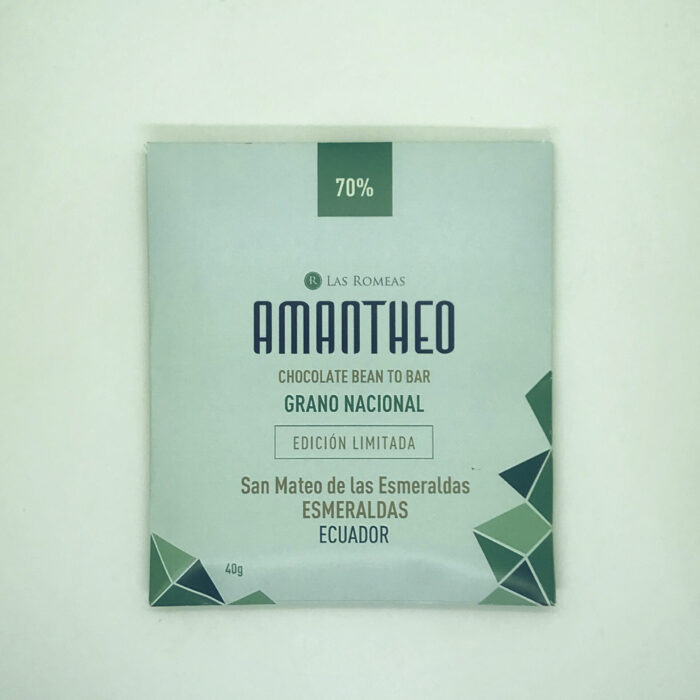 70%
R LAS ROMEAS
AMANTHEO
CHOCOLATE BEAN TO BAR
GRANO NACIONAL
EDICIÓN LIMITADA
San Mateo de las Esmeraldas
ESMERALDAS
ECUADOR
40g